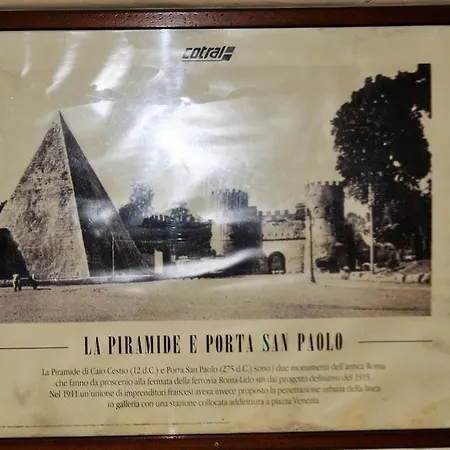 cotral
LA PIRAMIDE E PORTA SAN PAOLO
La Piramide di Caio Cestio (12 d.C.) e Porta San Paolo (275 d.C.) sono i due monumenti dell'antica Roma
che fanno da proscenio alla fermata della ferrovia Roma-Lido sin dai progetto definitivo del 1915.
Nel 1911 un unione di imprenditori francesi aveva invece proposto la penetrazione urbana della linea
in galleria con una stazione collocata addirittura a piazza Venezia.